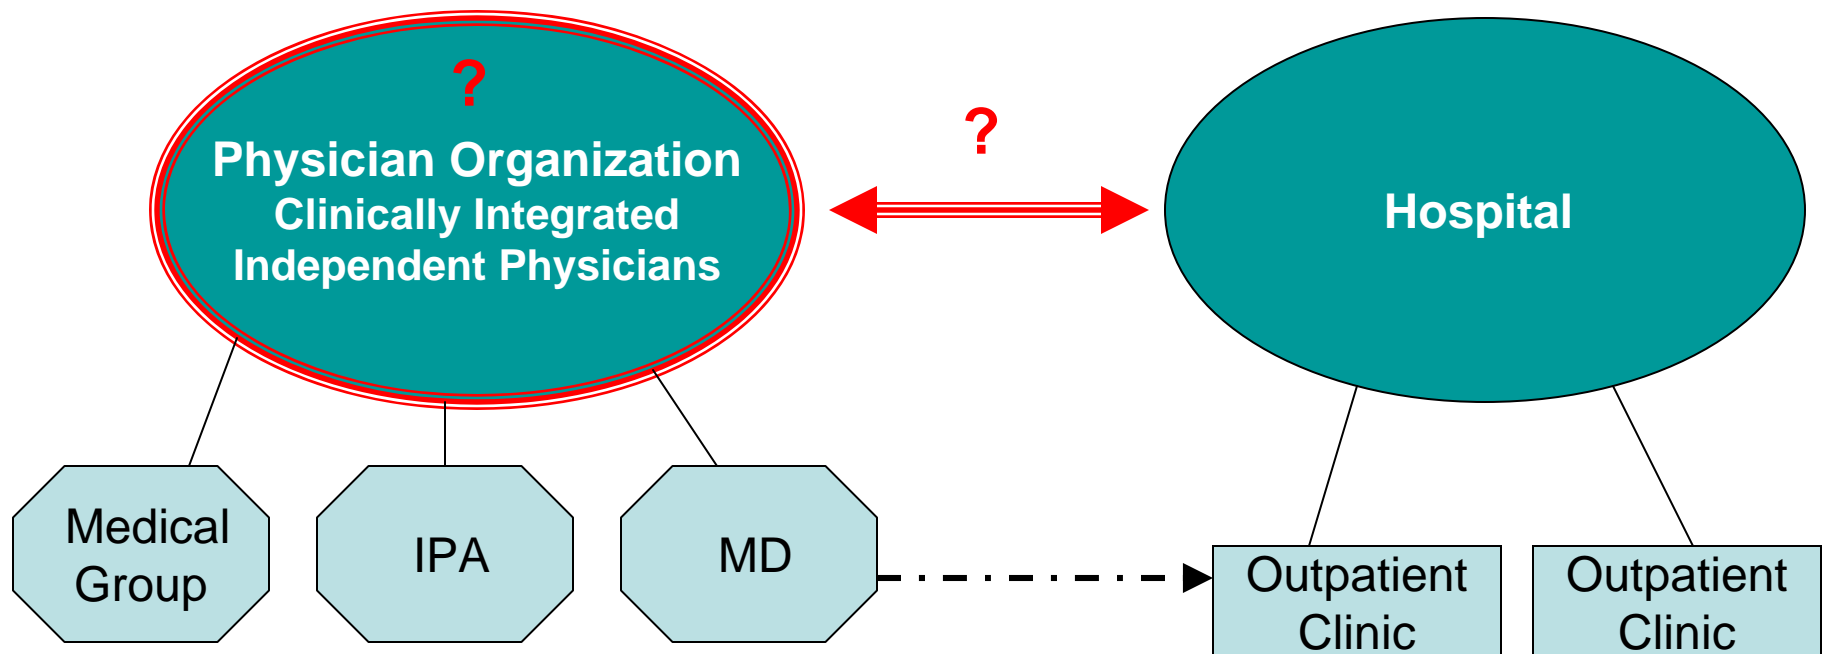 ?
Physician Organization
Clinically Integrated
Independent Physicians
?
Hospital
Medical
Group
IPA
MD
Outpatient
Clinic
Outpatient
Clinic